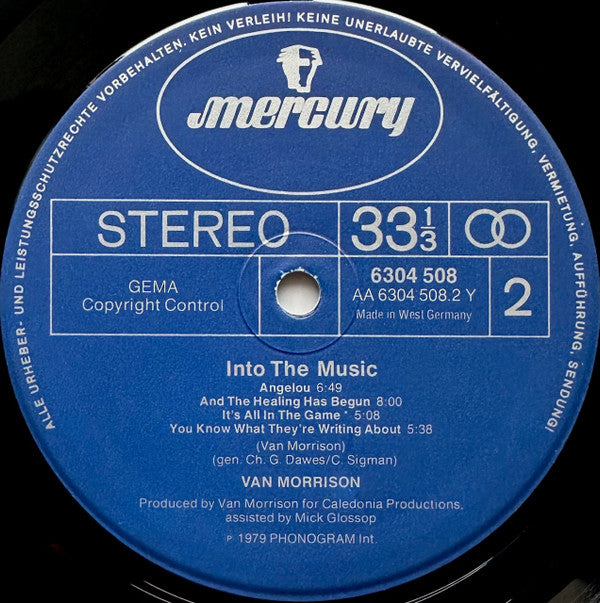 ALLE URHEBER- UND LEISTUNGSSCHUTZRECHTE VORBEHALTEN. KEIN VERLEIH! KEINE UNERLAUBTE VERVIELFÄLTIGUNG, VERMIETUNG, AUFFÜHRUNG, SENDUNG!
mercury
STEREO
33 1/3
GEMA
Copyright Control
6304 508
AA 6304 508.2 Y
Made in West Germany
2
Into The Music
Angelou 6:49
And The Healing Has Begun 8:00
It's All In The Game * 5:08
You Know What They're Writing About 5:38
(Van Morrison)
(gen. Ch. G. Dawes/C. Sigman)
VAN MORRISON
Produced by Van Morrison for Caledonia Productions,
assisted by Mick Glossop
℗ 1979 PHONOGRAM Int.